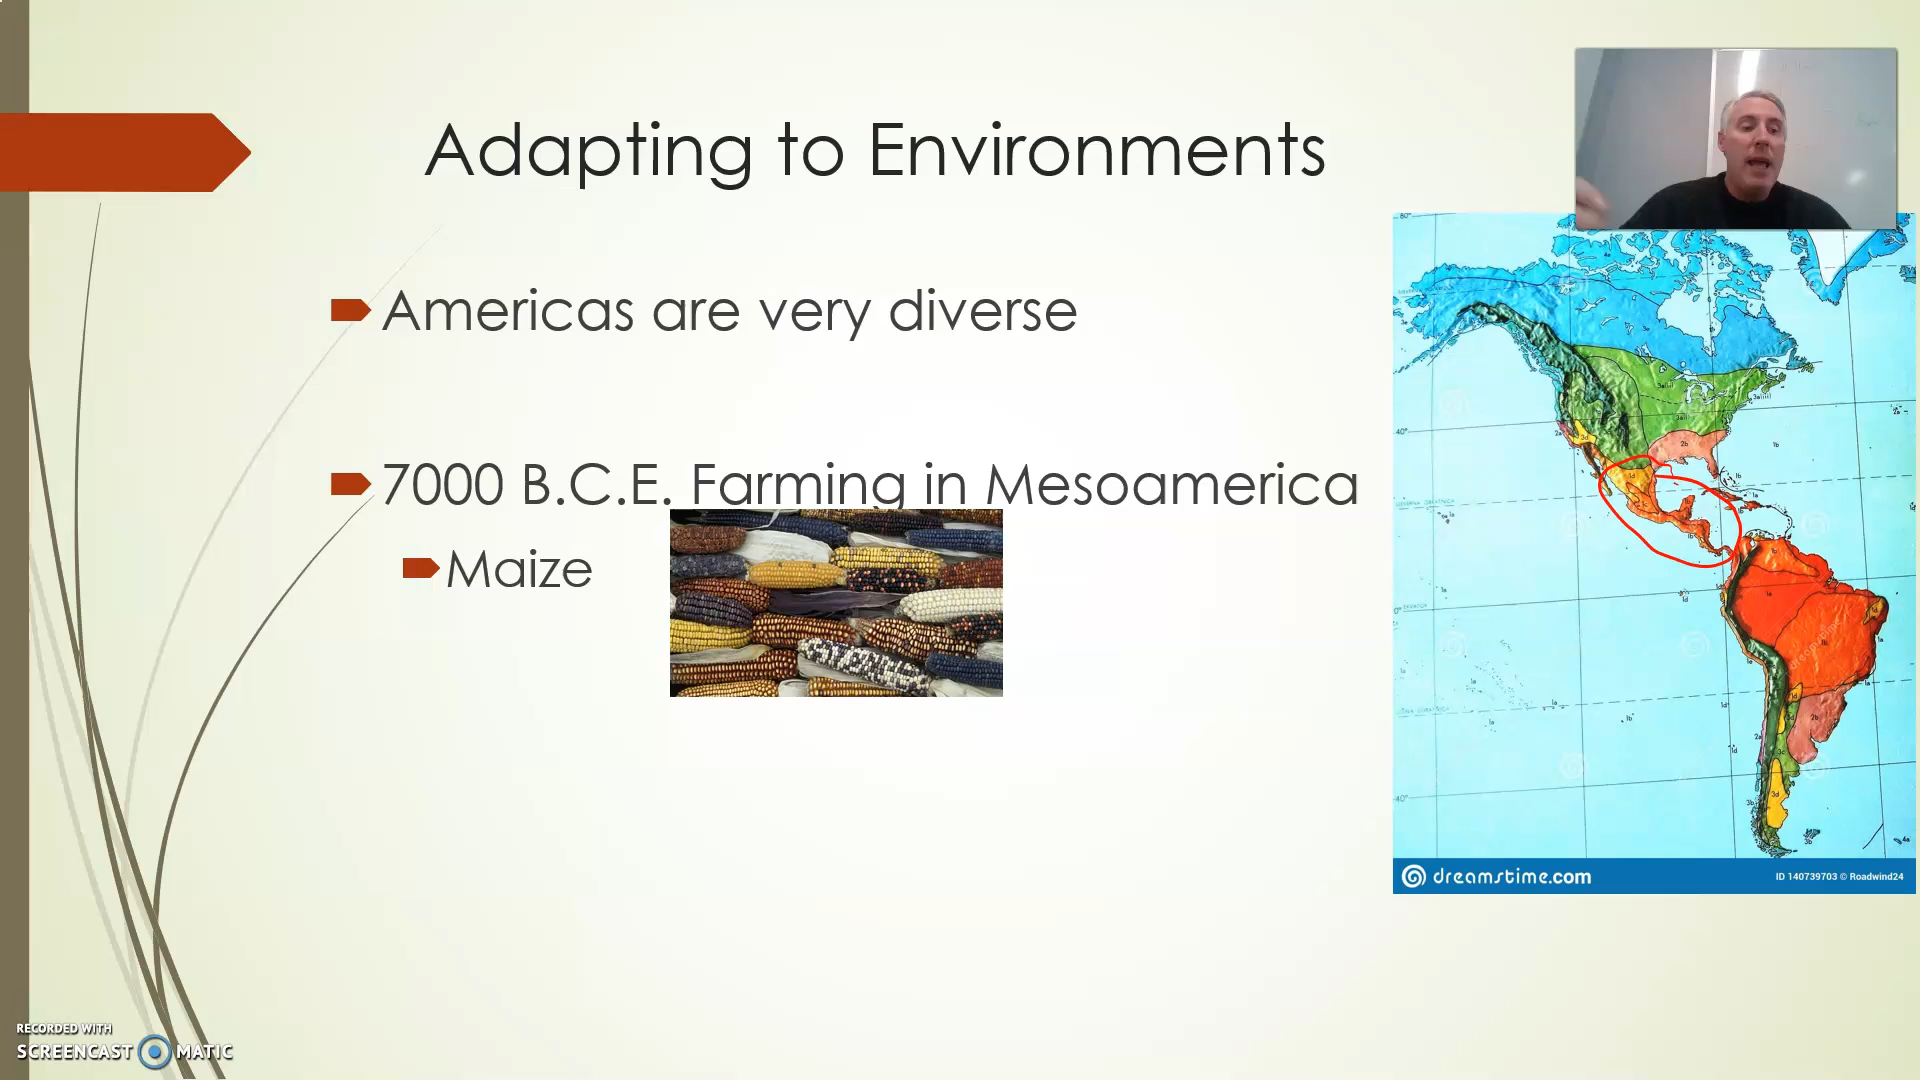 Adapting to Environments
Americas are very diverse
7000 B.C.E. Farming in Mesoamerica
Maize
dreamstime.com
ID 140739703 © Roadwind24
RECORDED WITH
SCREENCAST MATIC